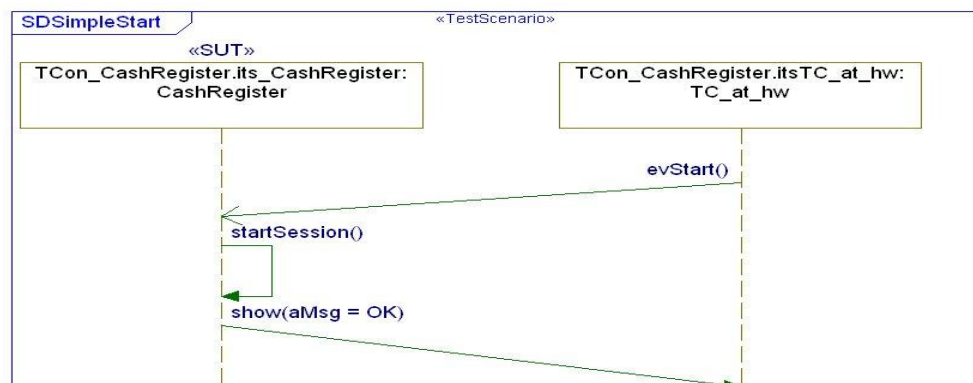 SDSimpleStart
«TestScenario»
«SUT»
TCon_CashRegister.its_CashRegister:
CashRegister
TCon_CashRegister.itsTC_at_hw:
TC_at_hw
evStart()
startSession()
show(aMsg = OK)